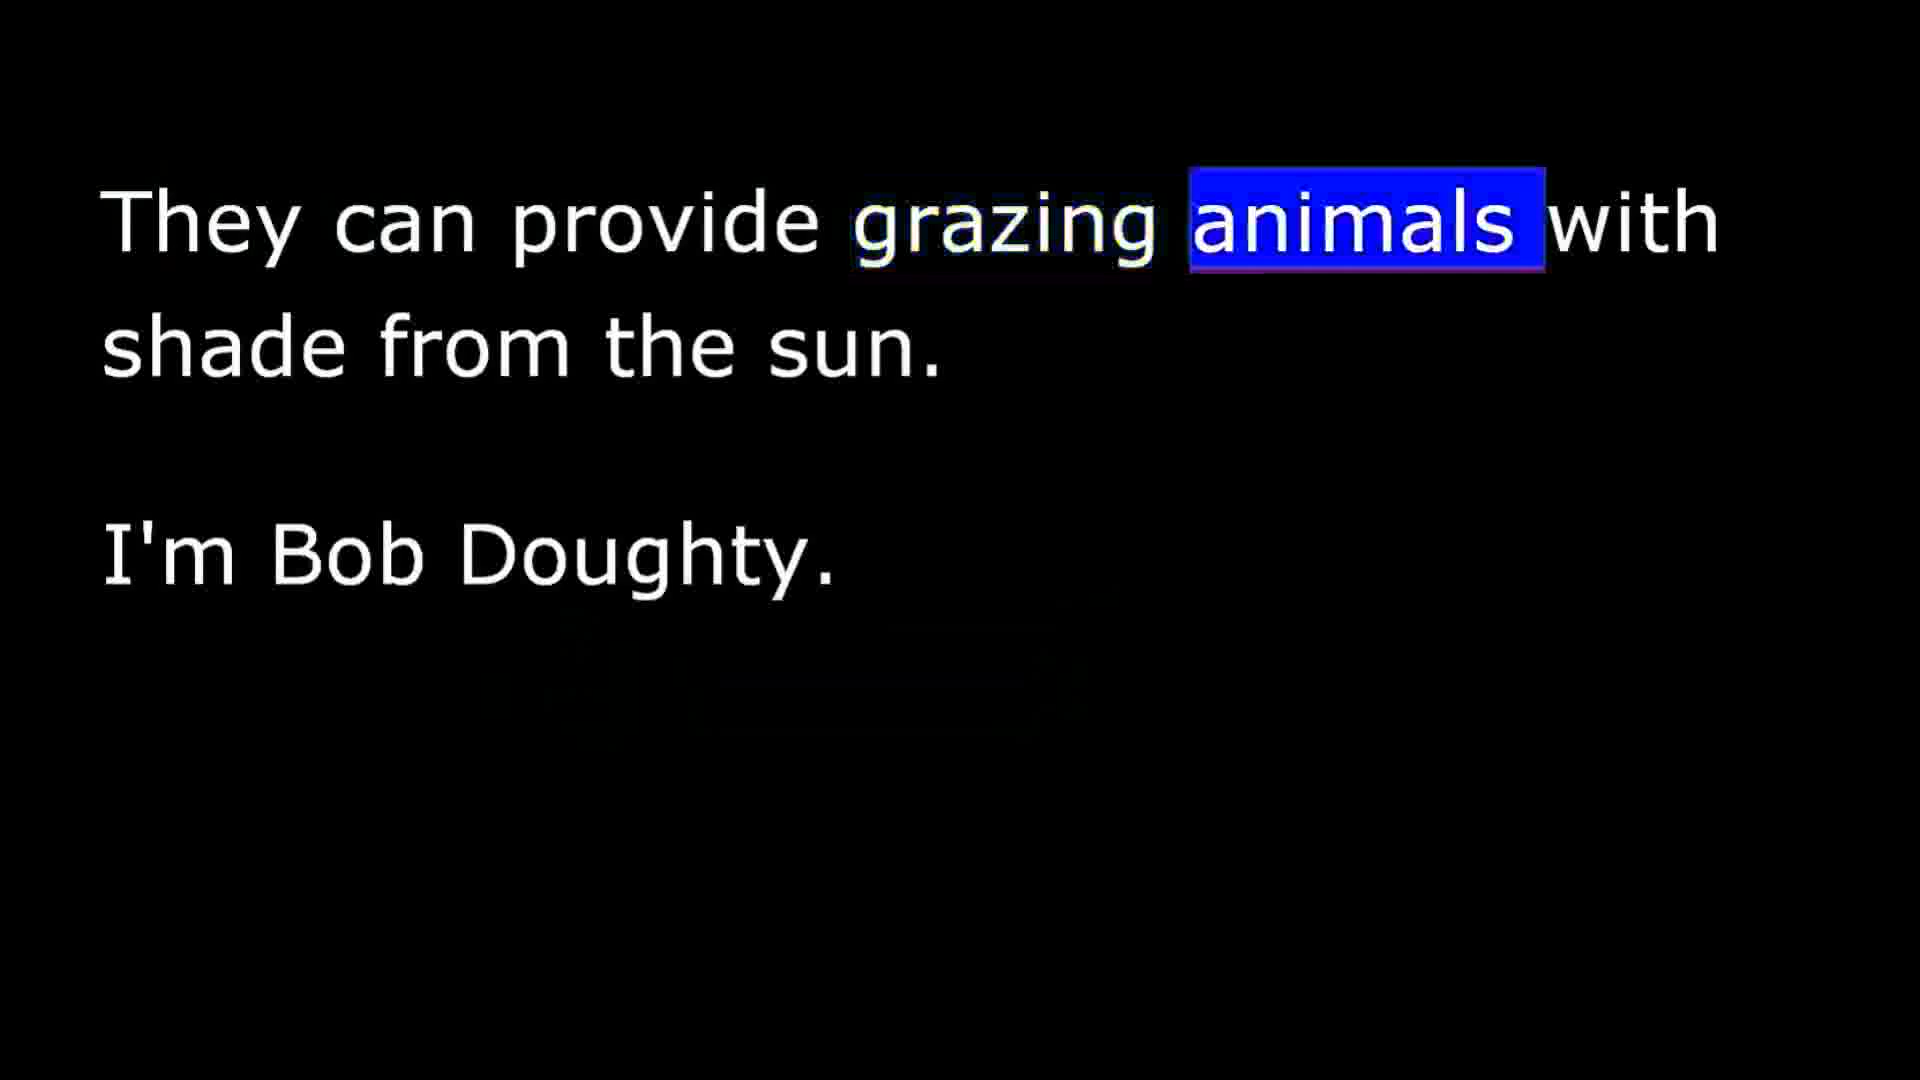 They can provide grazing animals with
shade from the sun.
I'm Bob Doughty.